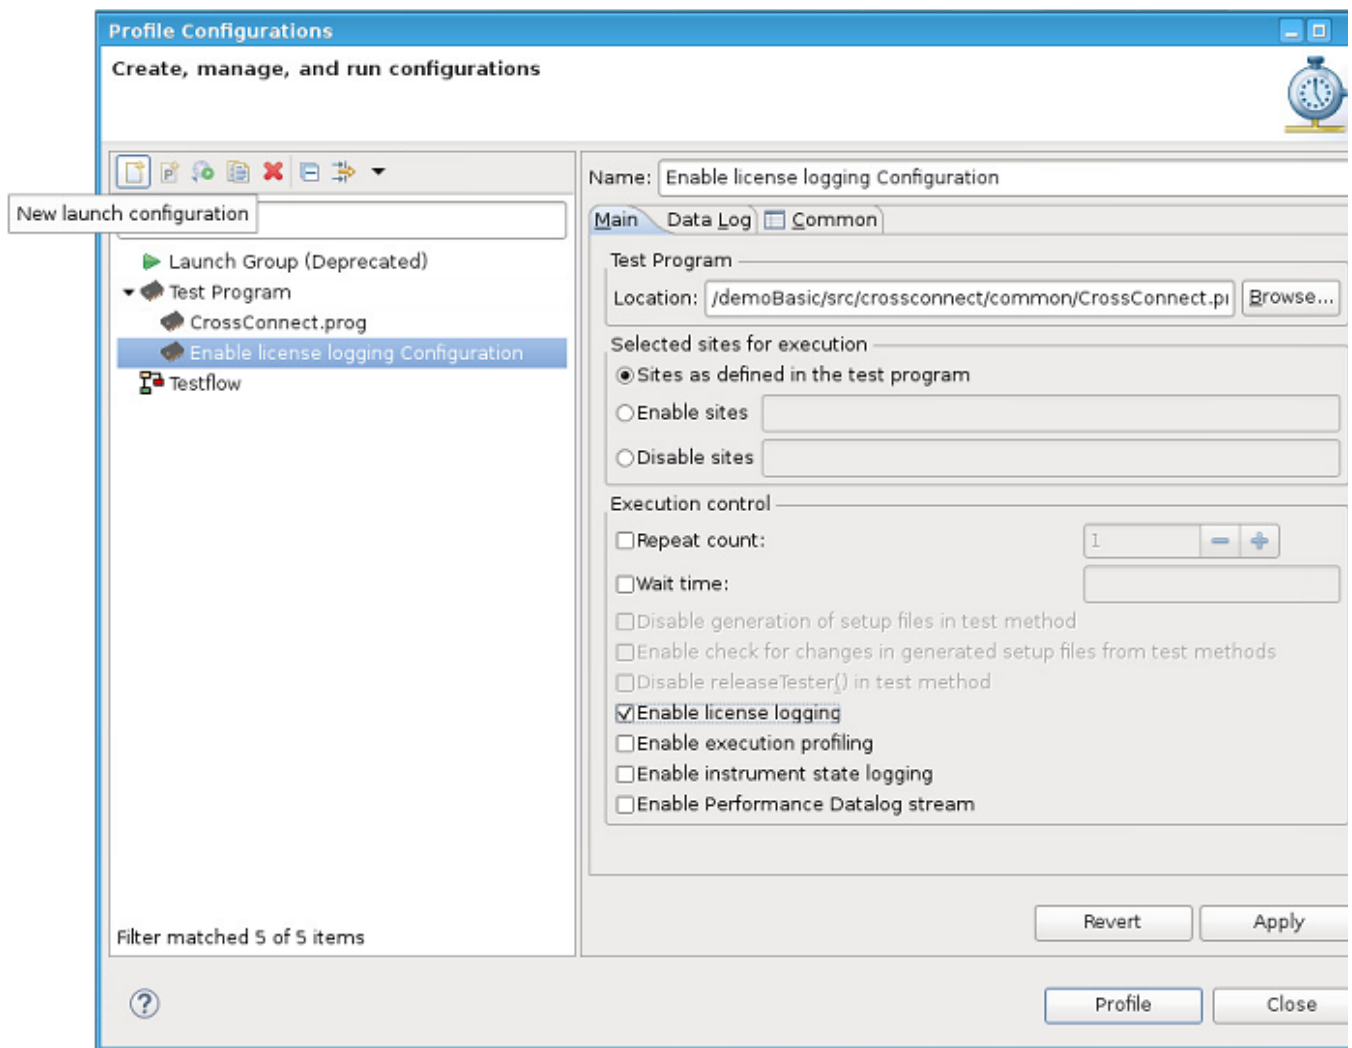 Profile Configurations
Create, manage, and run configurations
New launch configuration
Launch Group (Deprecated)
Test Program
CrossConnect.prog
Enable license logging Configuration
Testflow
Filter matched 5 of 5 items
Name: Enable license logging Configuration
Main Data Log Common
Test Program
Location: /demoBasic/src/crossconnect/common/CrossConnect.pr Browse...
Selected sites for execution
Sites as defined in the test program
Enable sites
Disable sites
Execution control
Repeat count: 1
Wait time:
Disable generation of setup files in test method
Enable check for changes in generated setup files from test methods
Disable releaseTester() in test method
Enable license logging
Enable execution profiling
Enable instrument state logging
Enable Performance Datalog stream
Revert Apply
Profile Close